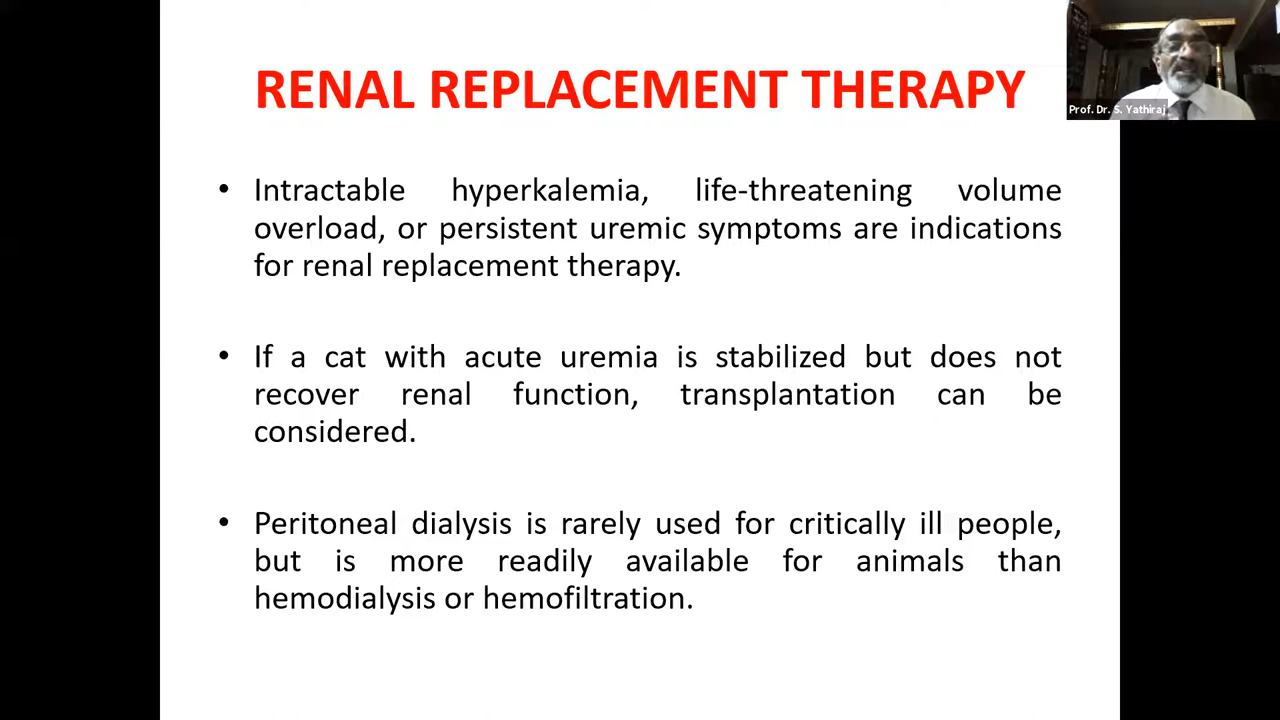 RENAL REPLACEMENT THERAPY
Prof. Dr. S. Yathiraj
• Intractable hyperkalemia, life-threatening volume
overload, or persistent uremic symptoms are indications
for renal replacement therapy.
• If a cat with acute uremia is stabilized but does not
recover renal function, transplantation can be
considered.
• Peritoneal dialysis is rarely used for critically ill people,
but is more readily available for animals than
hemodialysis or hemofiltration.